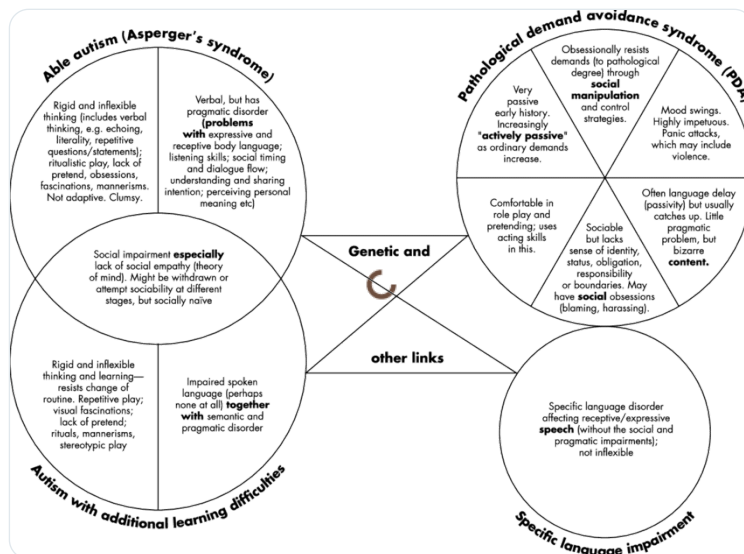 Able autism (Asperger's syndrome)
Rigid and inflexible
thinking (includes verbal
thinking, e.g. echoing,
literality, repetitive
questions/statements);
ritualistic play, lack of
pretend, obsessions,
fascinations, mannerisms.
Not adaptive. Clumsy.
Verbal, but has
pragmatic disorder
(problems
with) expressive and
receptive body language;
listening skills; social timing
and dialogue flow;
understanding and sharing
intention; perceiving personal
meaning etc)
Social impairment especially
lack of social empathy (theory
of mind). Might be withdrawn or
attempt sociability at different
stages, but socially naïve
Rigid and inflexible
thinking and learning—
resists change of
routine. Repetitive play;
visual fascinations;
lack of pretend;
rituals, mannerisms,
stereotypic play
Impaired spoken
language (perhaps
none at all) together
with semantic and
pragmatic disorder
Autism with additional learning difficulties
Genetic and
other links
Pathological demand avoidance syndrome (PDA)
Obsessionally resists
demands (to pathological
degree) through
social
manipulation
and control
strategies.
Very
passive
early history.
Increasingly
"actively passive"
as ordinary demands
increase.
Mood swings.
Highly impetuous.
Panic attacks,
which may include
violence.
Comfortable in
role play and
pretending; uses
acting skills
in this.
Sociable
but lacks
sense of identity,
status, obligation,
responsibility
or boundaries. May
have social obsessions
(blaming, harassing).
Often language delay
(passivity) but usually
catches up. Little
pragmatic
problem, but
bizarre
content.
Specific language disorder
affecting receptive/expressive
speech (without the social and
pragmatic impairments);
not inflexible
Specific language impairment